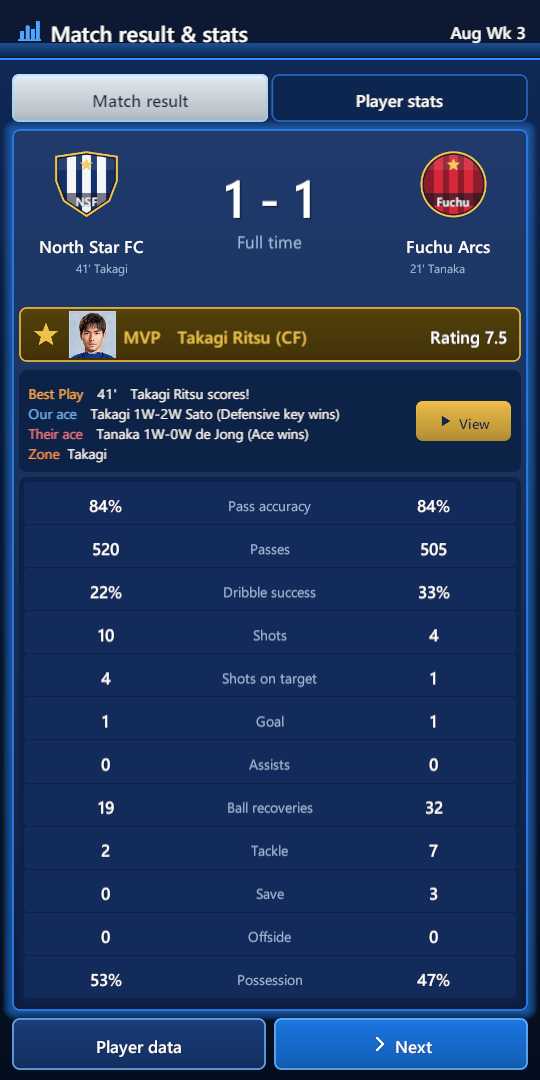 Match result & stats
Aug Wk 3
Match result
Player stats
NSF
1 - 1
Fuchu
North Star FC
Full time
Fuchu Arcs
41' Takagi
21' Tanaka
MVP Takagi Ritsu (CF)
Rating 7.5
Best Play 41' Takagi Ritsu scores!
Our ace Takagi 1W-2W Sato (Defensive key wins)
Their ace Tanaka 1W-0W de Jong (Ace wins)
Zone Takagi
View
84% Pass accuracy 84%
520 Passes 505
22% Dribble success 33%
10 Shots 4
4 Shots on target 1
1 Goal 1
0 Assists 0
19 Ball recoveries 32
2 Tackle 7
0 Save 3
0 Offside 0
53% Possession 47%
Player data
Next